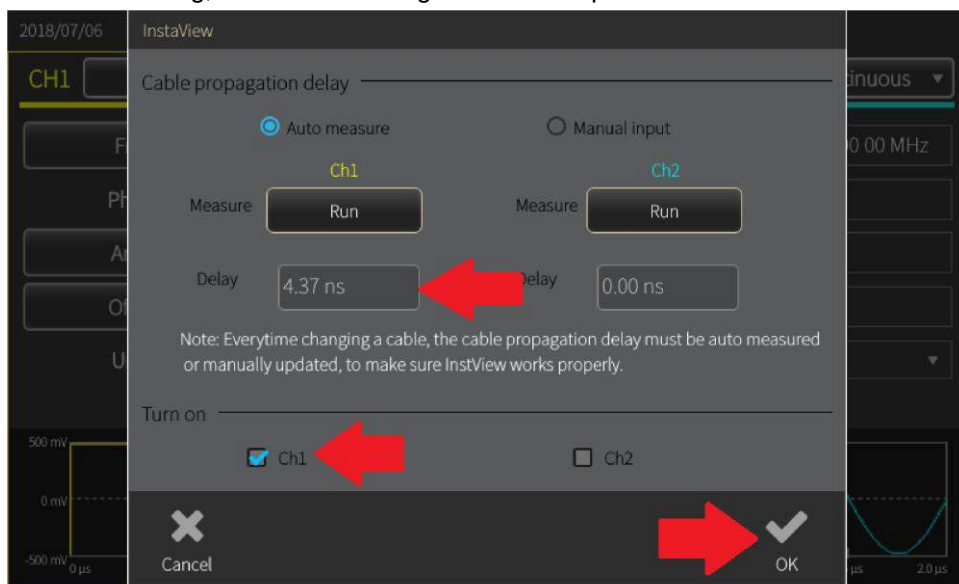 2018/07/06 InstaView
CH1
Cable propagation delay
Auto measure Manual input
00 MHz
Ch1 Ch2
Measure Run Measure Run
Delay 4.37 ns 0.00 ns
Note: Everytime changing a cable, the cable propagation delay must be auto measured
or manually updated, to make sure InstView works properly.
Turn on
500 mV
Ch1 Ch2
0 mV
-500 mV
0 µs
Cancel OK
µs 2.0 µs